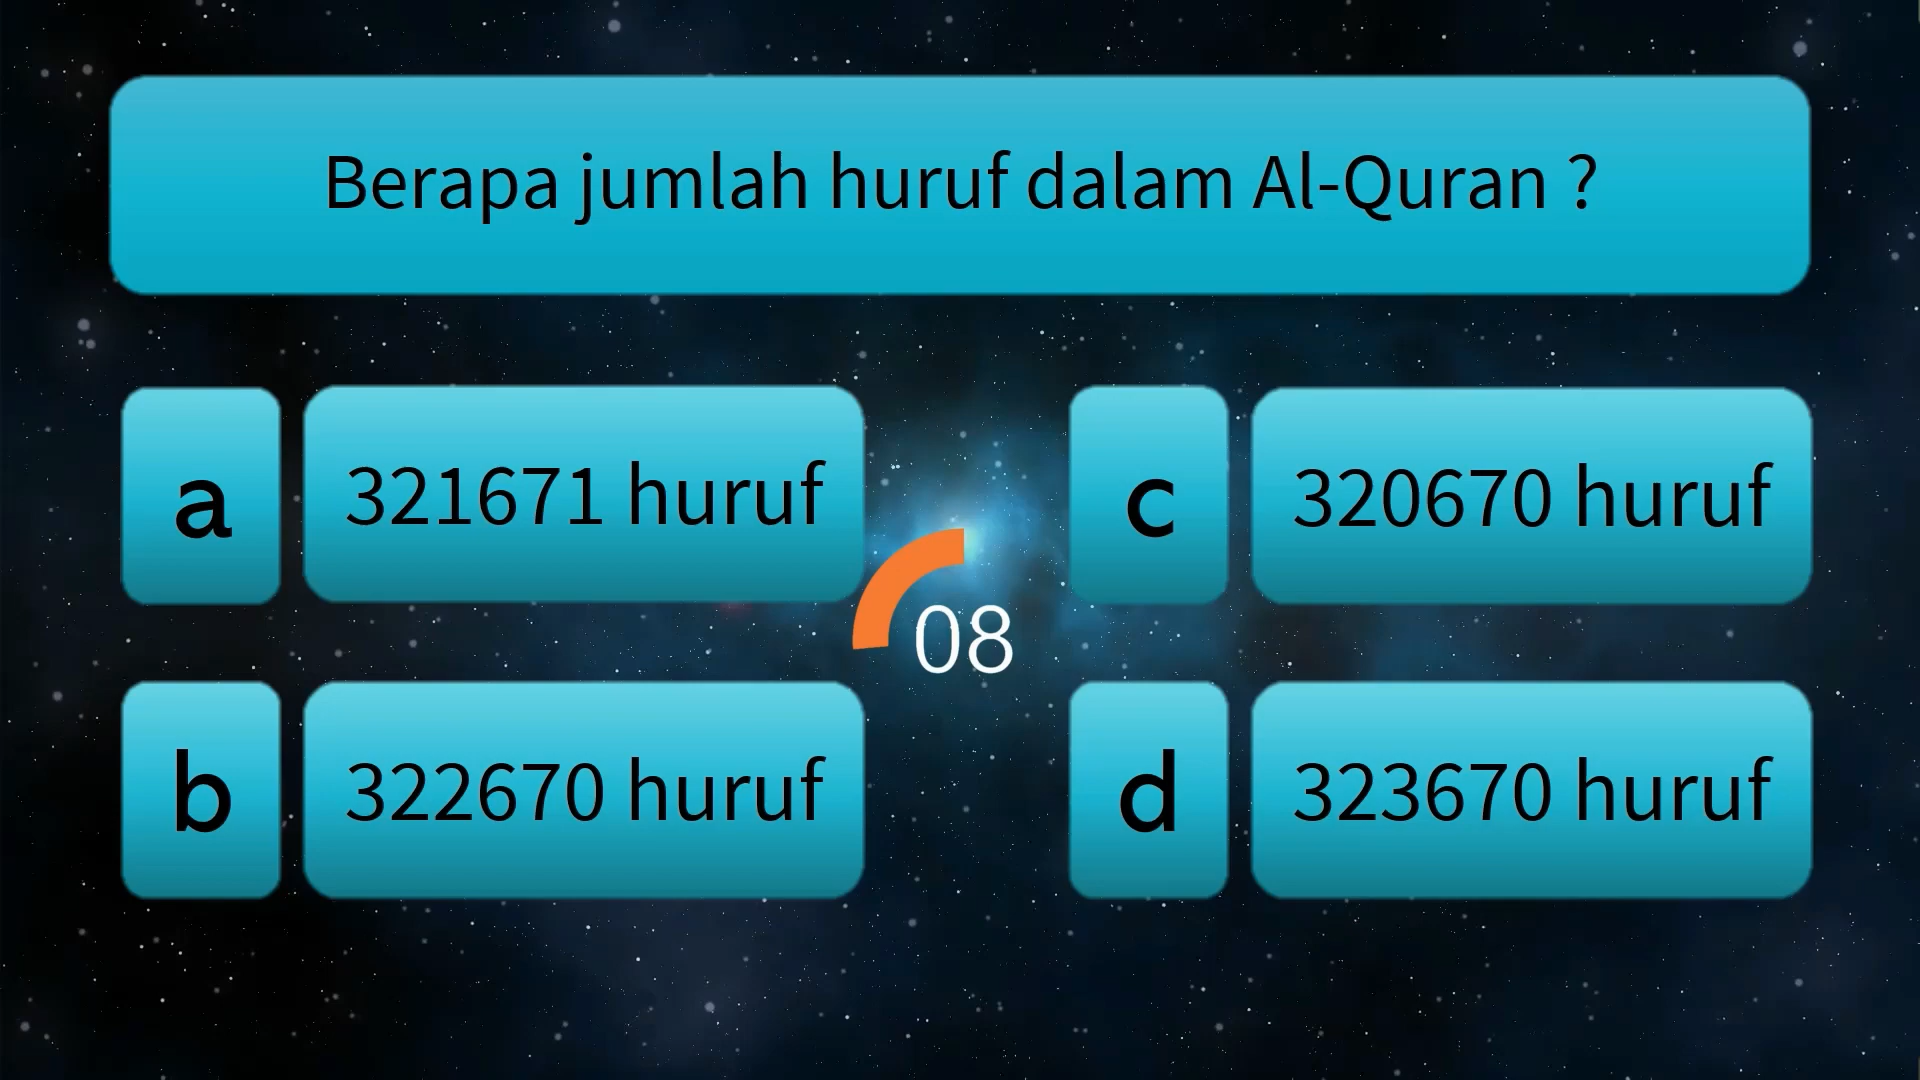 Berapa jumlah huruf dalam Al-Quran ?
a
321671 huruf
c
320670 huruf
08
b
322670 huruf
d
323670 huruf